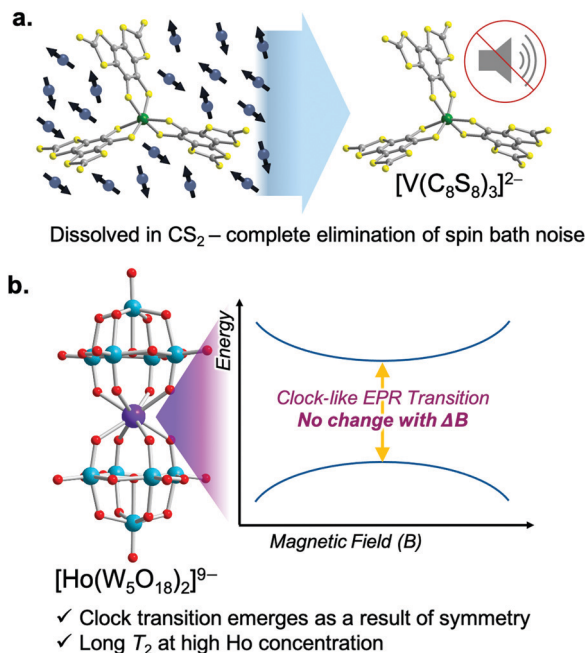 a.
[V(C₈S₈)₃]²⁻
Dissolved in CS₂ – complete elimination of spin bath noise
b.
Energy
Clock-like EPR Transition
No change with ΔB
Magnetic Field (B)
[Ho(W₅O₁₈)₂]⁹⁻
✓ Clock transition emerges as a result of symmetry
✓ Long T₂ at high Ho concentration